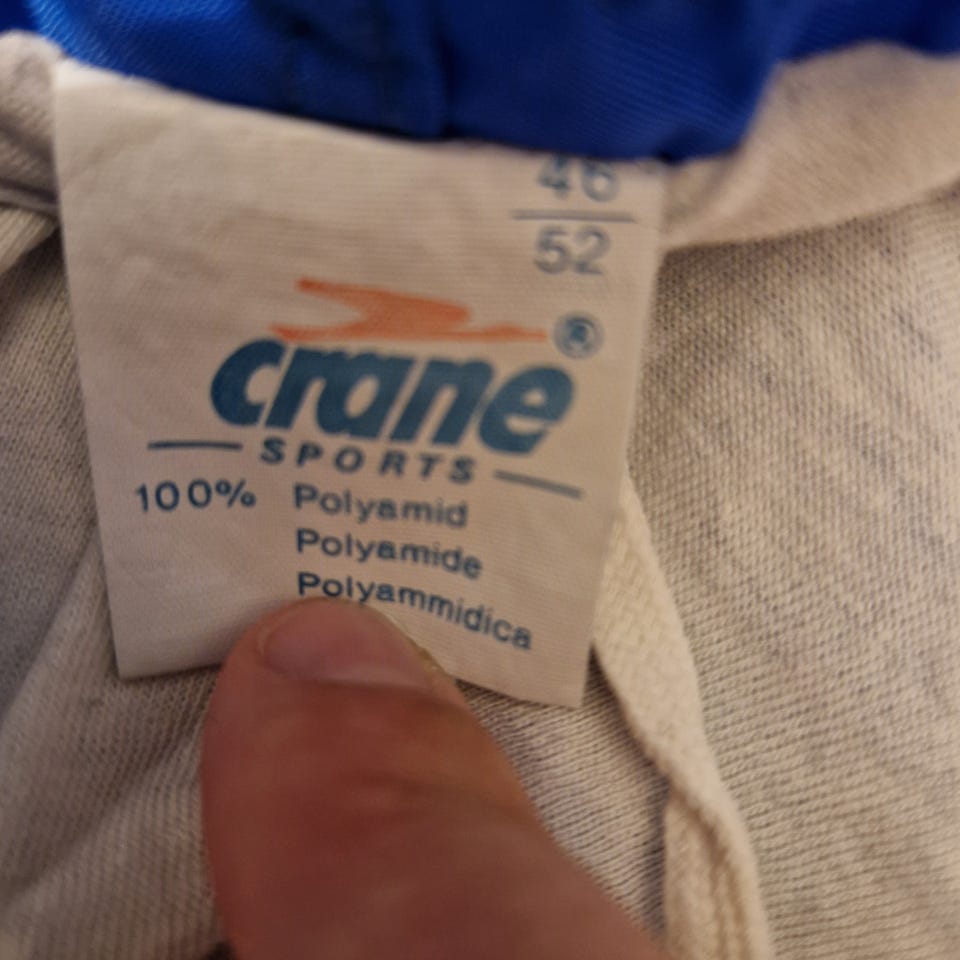 46
52
crane®
SPORTS
100% Polyamid
Polyamide
Polyammidica